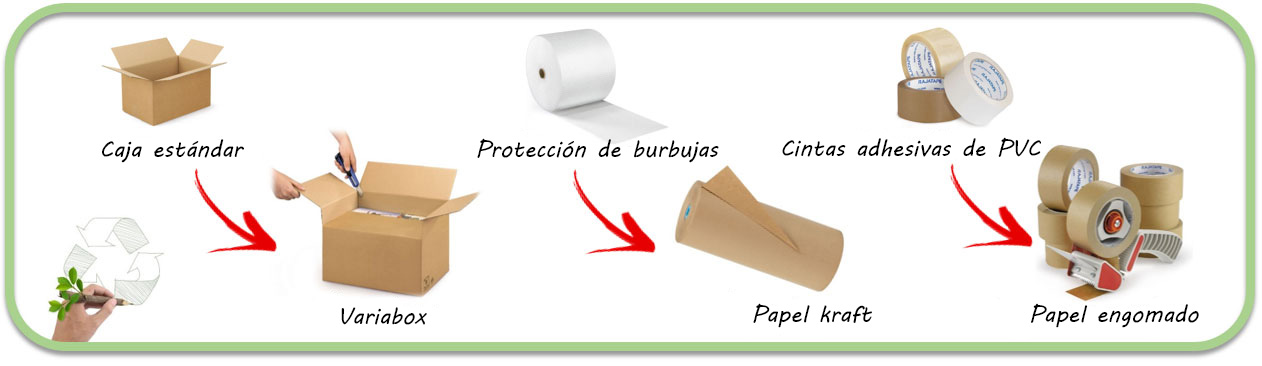 Caja estándar
Variabox
Protección de burbujas
Papel kraft
Cintas adhesivas de PVC
Papel engomado